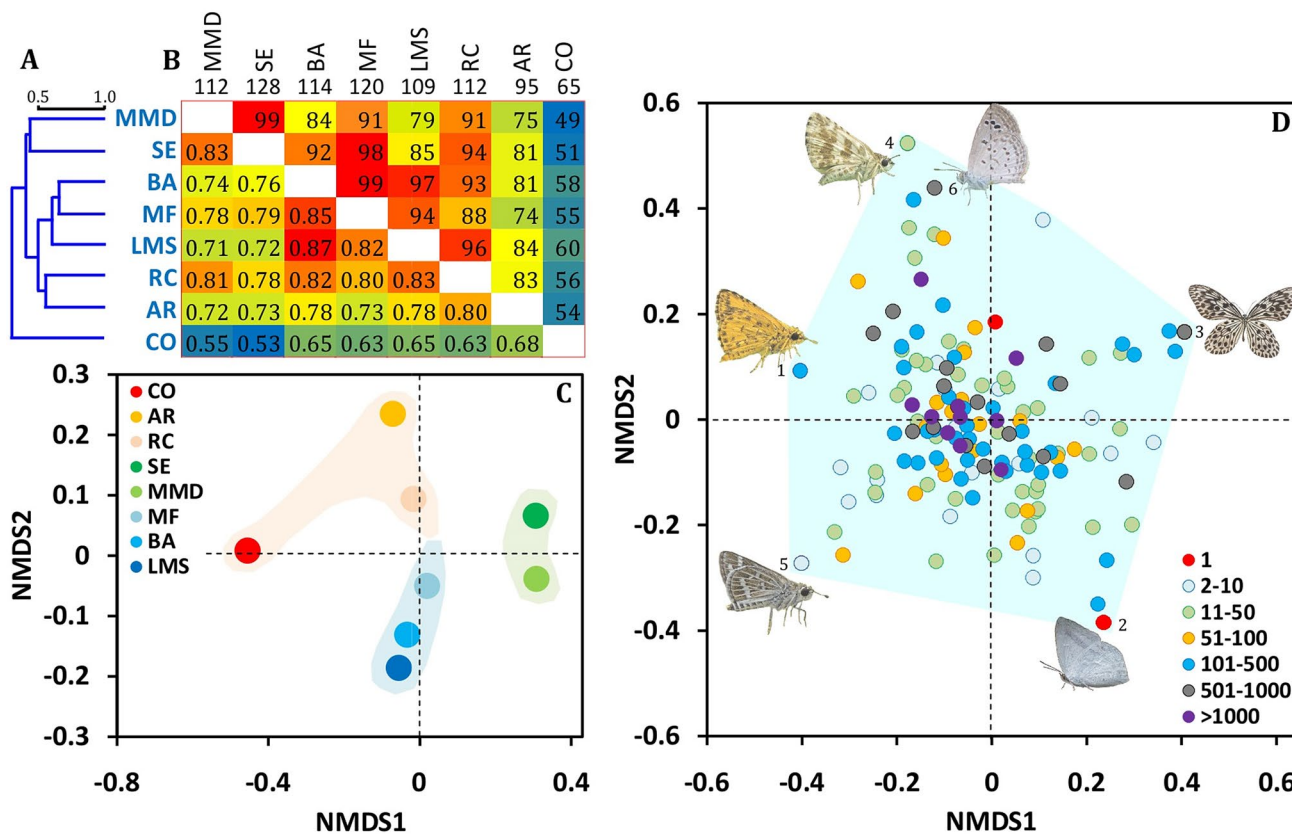 A
B
MMD SE BA MF LMS RC AR CO
112 128 114 120 109 112 95 65
0.5 1.0
MMD 99 84 91 79 91 75 49
SE 0.83 92 98 85 94 81 51
BA 0.74 0.76 99 97 93 81 58
MF 0.78 0.79 0.85 94 88 74 55
LMS 0.71 0.72 0.87 0.82 96 84 60
RC 0.81 0.78 0.82 0.80 0.83 83 56
AR 0.72 0.73 0.78 0.73 0.78 0.80 54
CO 0.55 0.53 0.65 0.63 0.65 0.63 0.68
C
0.3
0.2
0.1
0
-0.1
-0.2
-0.3
NMDS2
CO
AR
RC
SE
MMD
MF
BA
LMS
-0.8 -0.4 0 0.4
NMDS1
D
0.6
0.4
0.2
0
-0.2
-0.4
-0.6
NMDS2
4
6
3
1
5
2
1
2-10
11-50
51-100
101-500
501-1000
>1000
-0.6 -0.4 -0.2 0 0.2 0.4 0.6
NMDS1